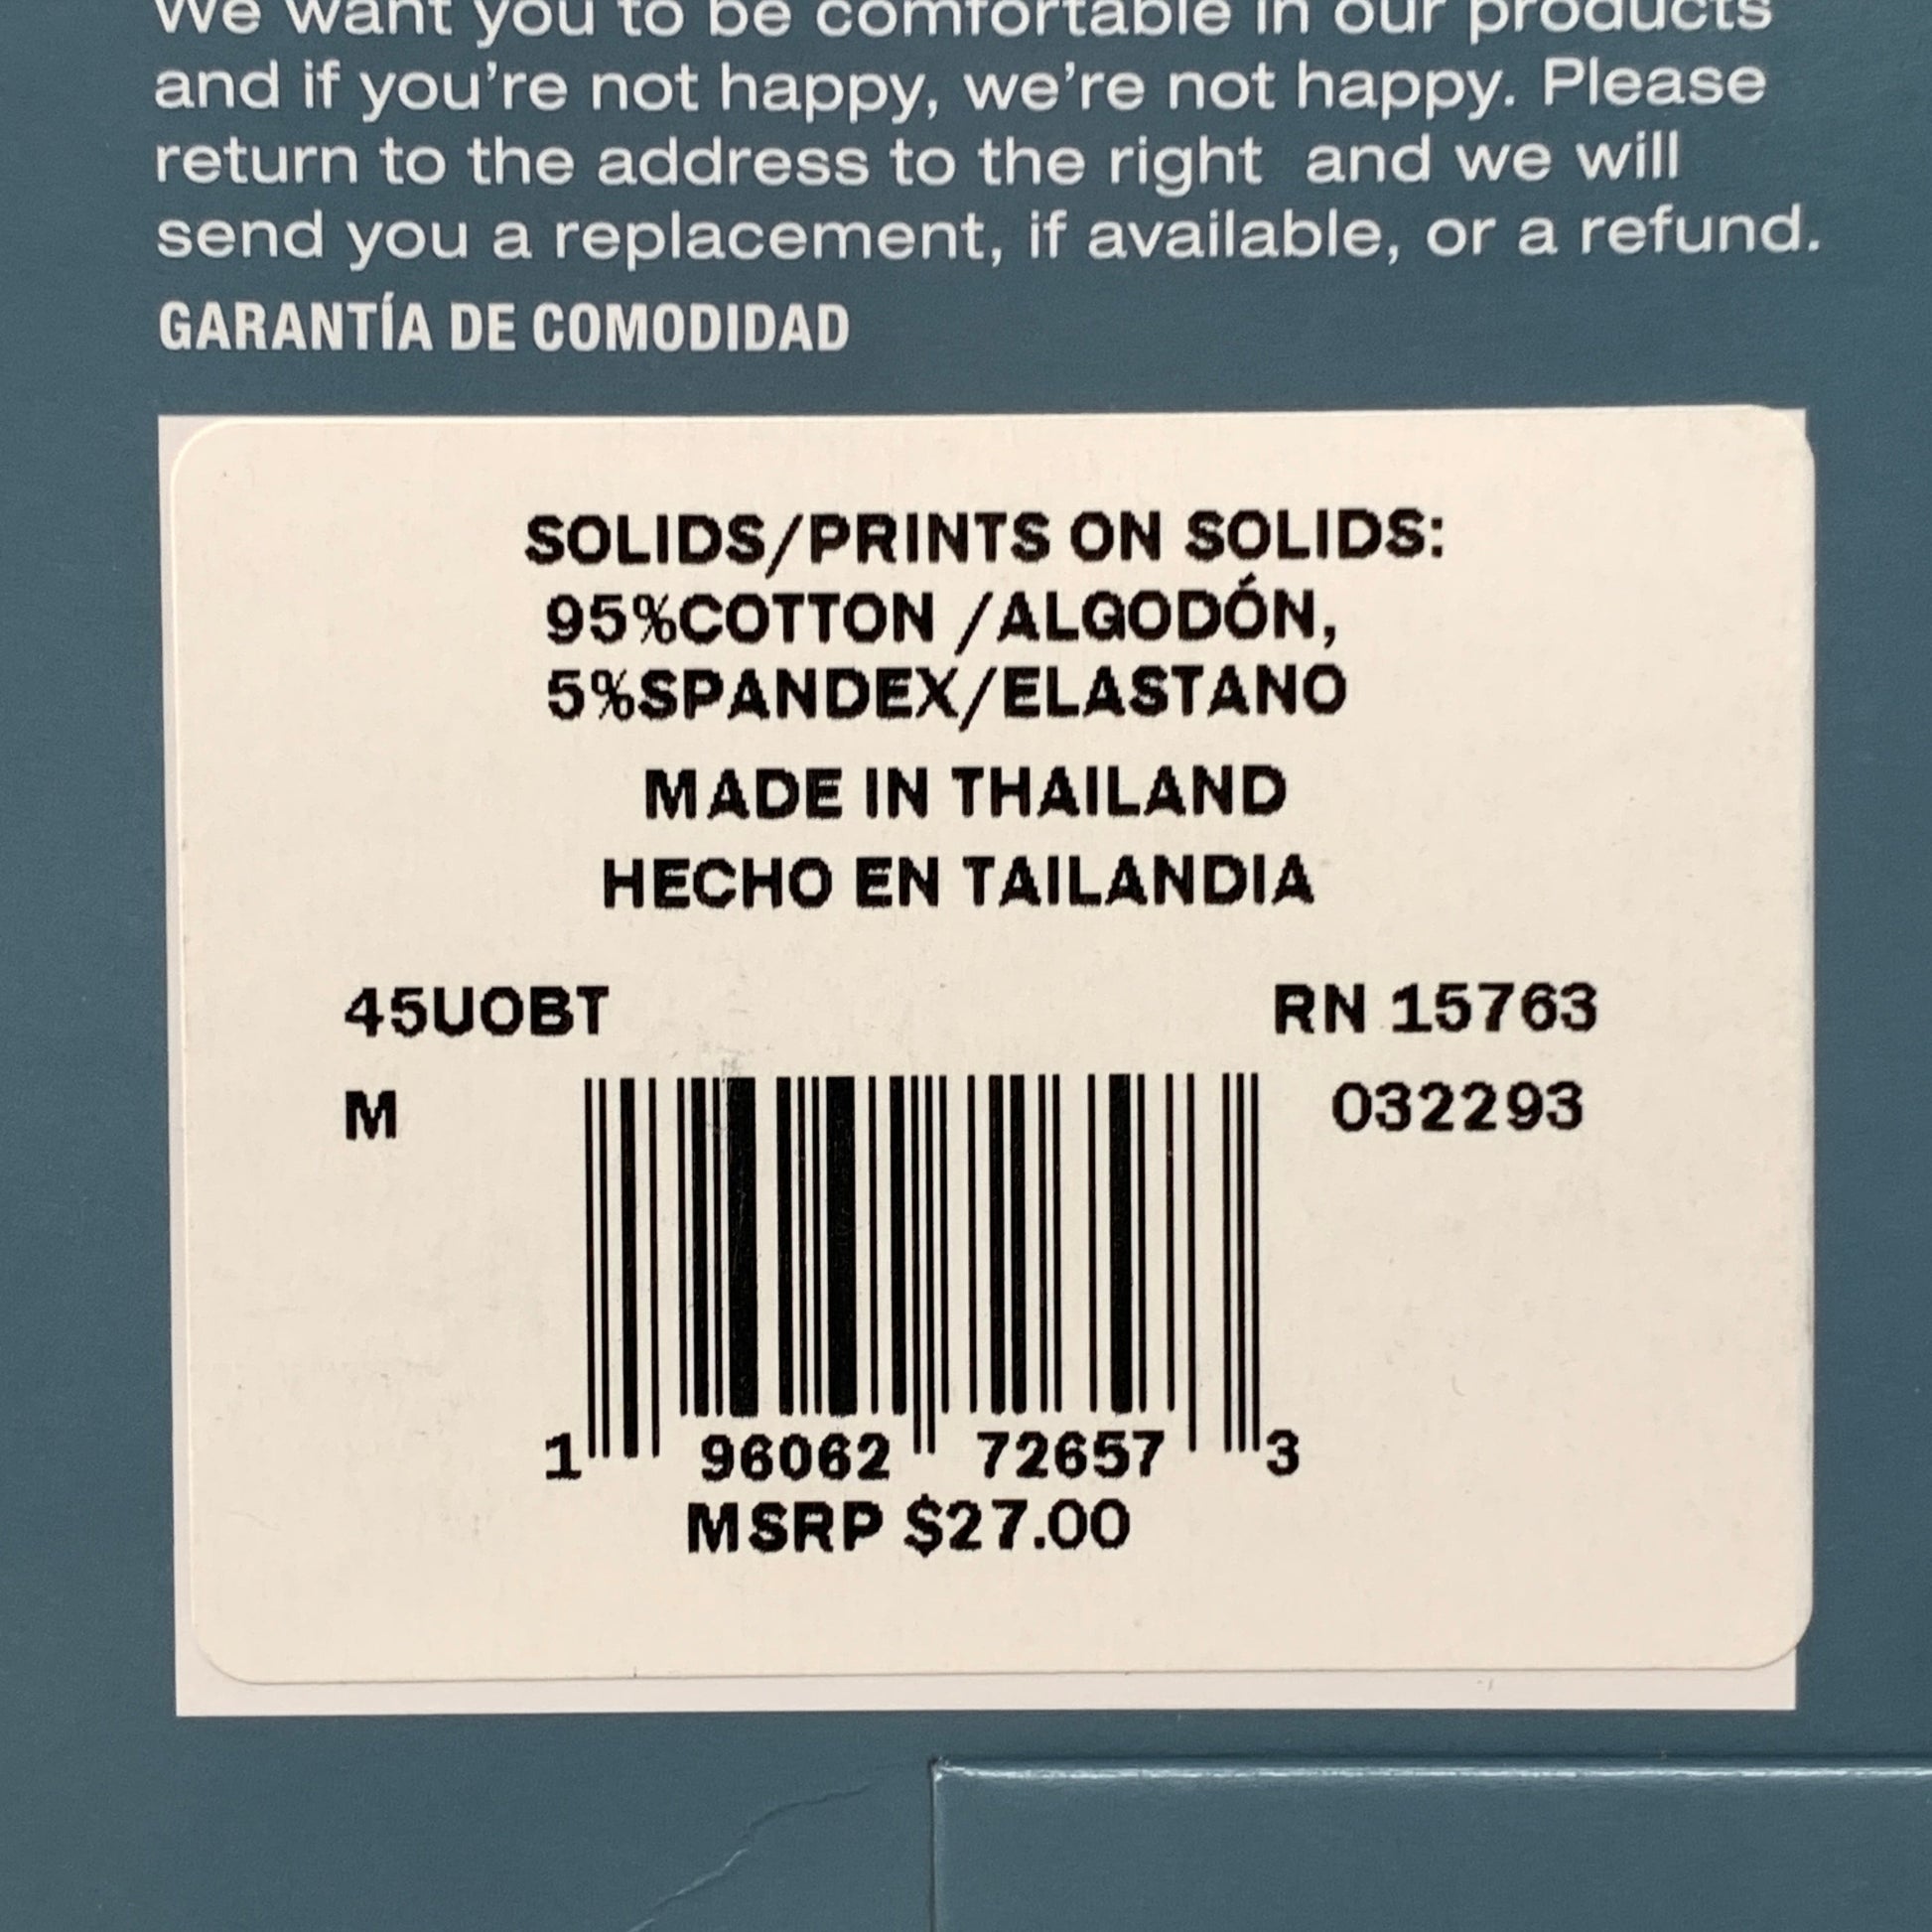 We want you to be comfortable in our products
and if you're not happy, we're not happy. Please
return to the address to the right and we will
send you a replacement, if available, or a refund.
GARANTÍA DE COMODIDAD
SOLIDS/PRINTS ON SOLIDS:
95%COTTON /ALGODÓN,
5%SPANDEX/ELASTANO
MADE IN THAILAND
HECHO EN TAILANDIA
45UOBT RN 15763
M 032293
1 96062 72657 3
MSRP $27.00